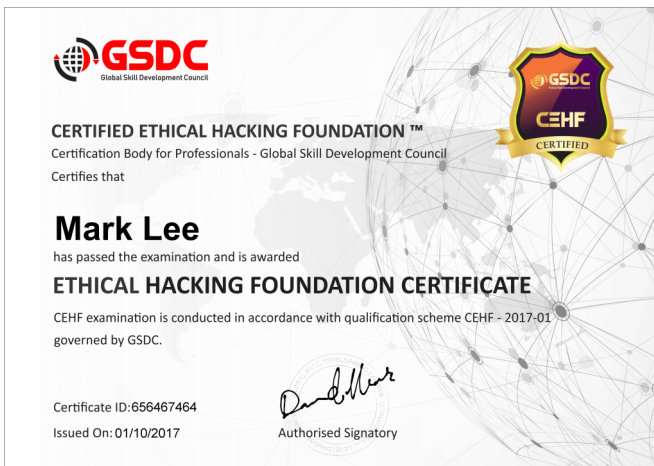 GSDC
Global Skill Development Council
GSDC
CEHF
CERTIFIED
CERTIFIED ETHICAL HACKING FOUNDATION ™
Certification Body for Professionals - Global Skill Development Council
Certifies that
Mark Lee
has passed the examination and is awarded
ETHICAL HACKING FOUNDATION CERTIFICATE
CEHF examination is conducted in accordance with qualification scheme CEHF - 2017-01
governed by GSDC.
Certificate ID:656467464
Issued On: 01/10/2017
Authorised Signatory